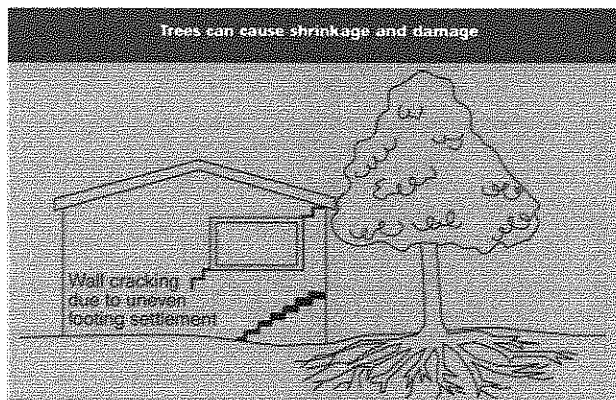 Trees can cause shrinkage and damage
Wall cracking
due to uneven
footing settlement